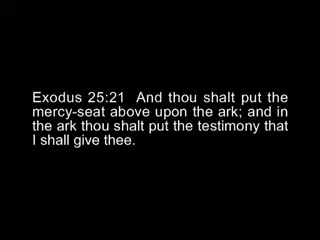 Exodus 25:21  And thou shalt put the
mercy-seat above upon the ark; and in
the ark thou shalt put the testimony that
I shall give thee.